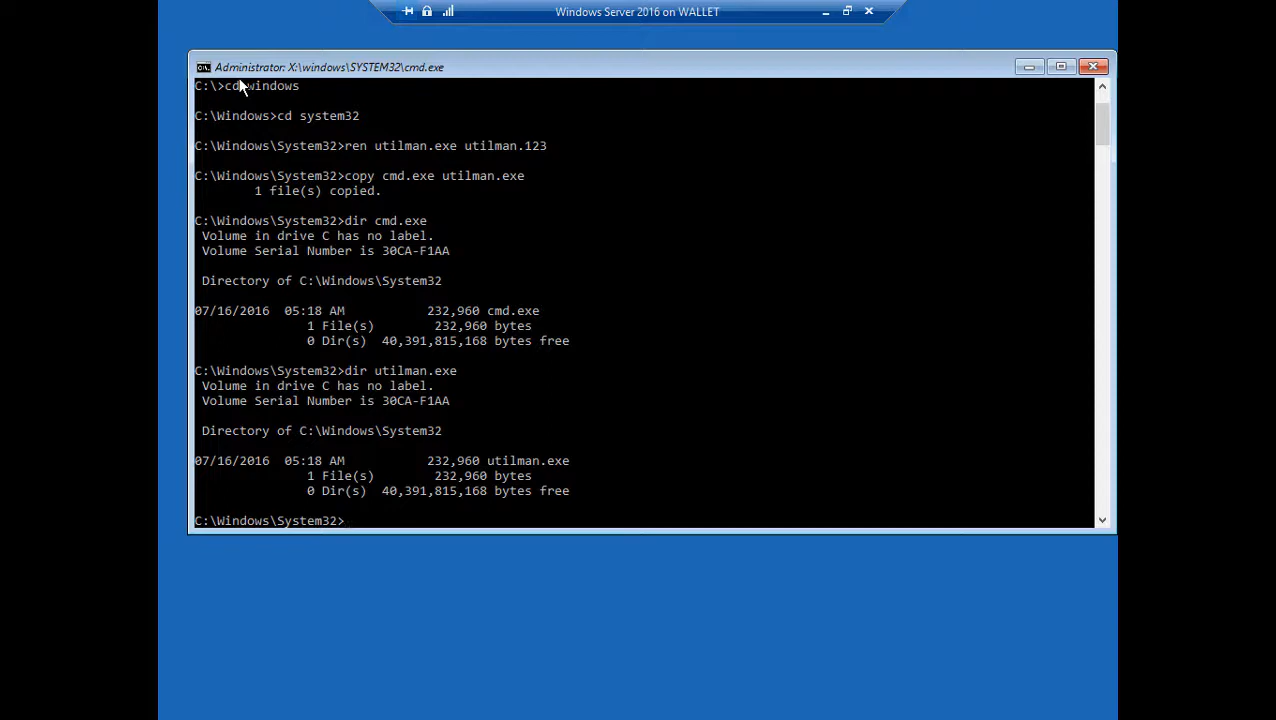 Windows Server 2016 on WALLET
Administrator: X:\windows\SYSTEM32\cmd.exe
C:\>cd windows
C:\Windows>cd system32
C:\Windows\System32>ren utilman.exe utilman.123
C:\Windows\System32>copy cmd.exe utilman.exe
1 file(s) copied.
C:\Windows\System32>dir cmd.exe
Volume in drive C has no label.
Volume Serial Number is 30CA-F1AA
Directory of C:\Windows\System32
07/16/2016 05:18 AM 232,960 cmd.exe
1 File(s) 232,960 bytes
0 Dir(s) 40,391,815,168 bytes free
C:\Windows\System32>dir utilman.exe
Volume in drive C has no label.
Volume Serial Number is 30CA-F1AA
Directory of C:\Windows\System32
07/16/2016 05:18 AM 232,960 utilman.exe
1 File(s) 232,960 bytes
0 Dir(s) 40,391,815,168 bytes free
C:\Windows\System32>